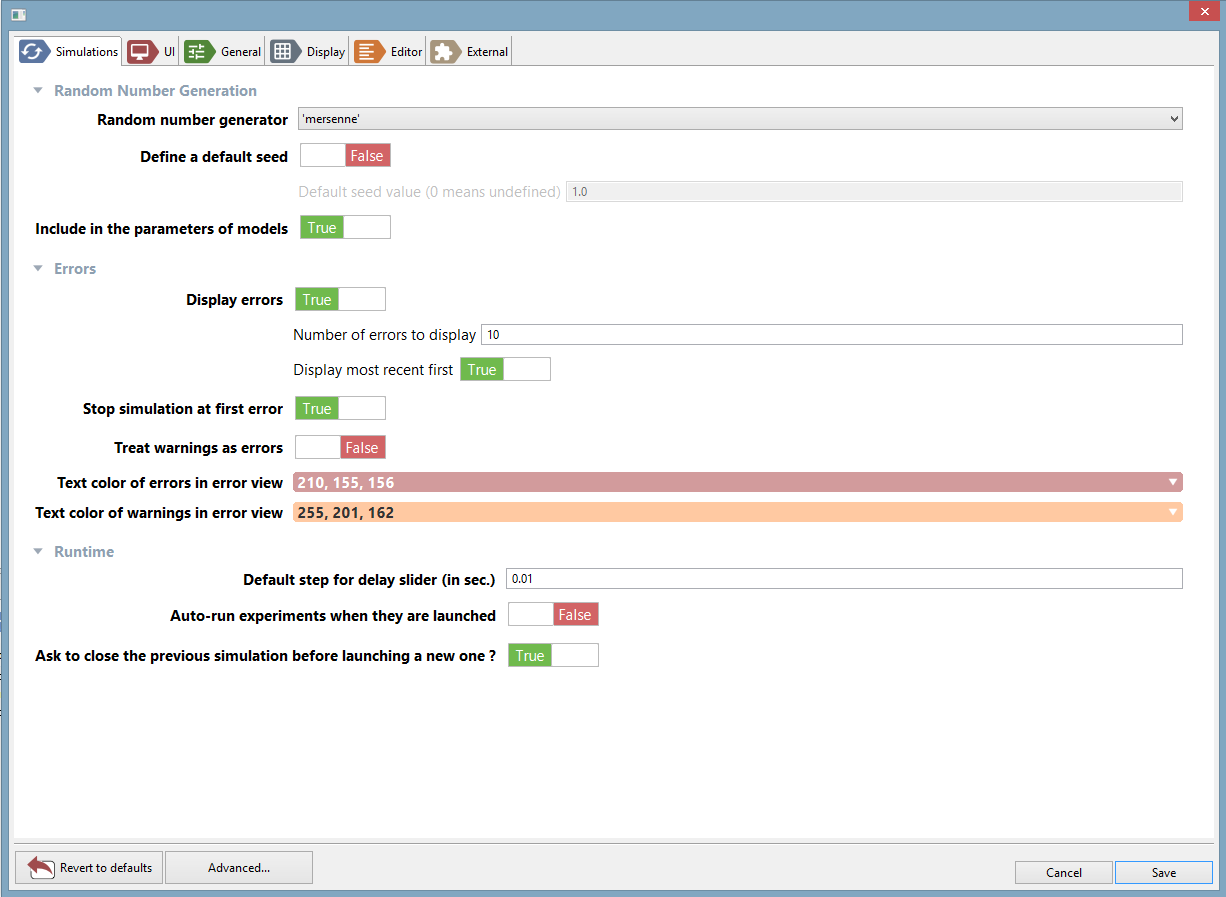 Simulations UI General Display Editor External
Random Number Generation
Random number generator 'mersenne'
Define a default seed False
Default seed value (0 means undefined) 1.0
Include in the parameters of models True
Errors
Display errors True
Number of errors to display 10
Display most recent first True
Stop simulation at first error True
Treat warnings as errors False
Text color of errors in error view 210, 155, 156
Text color of warnings in error view 255, 201, 162
Runtime
Default step for delay slider (in sec.) 0.01
Auto-run experiments when they are launched False
Ask to close the previous simulation before launching a new one ? True
Revert to defaults Advanced... Cancel Save